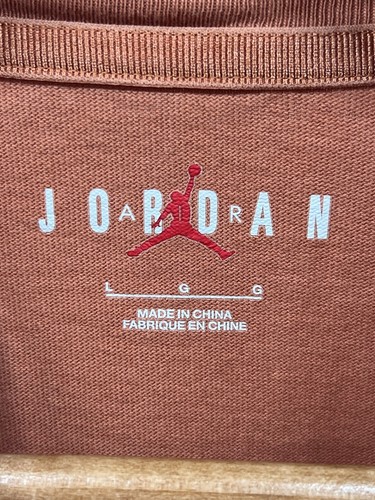 JORDAN
AIR
L G G
MADE IN CHINA
FABRIQUE EN CHINE